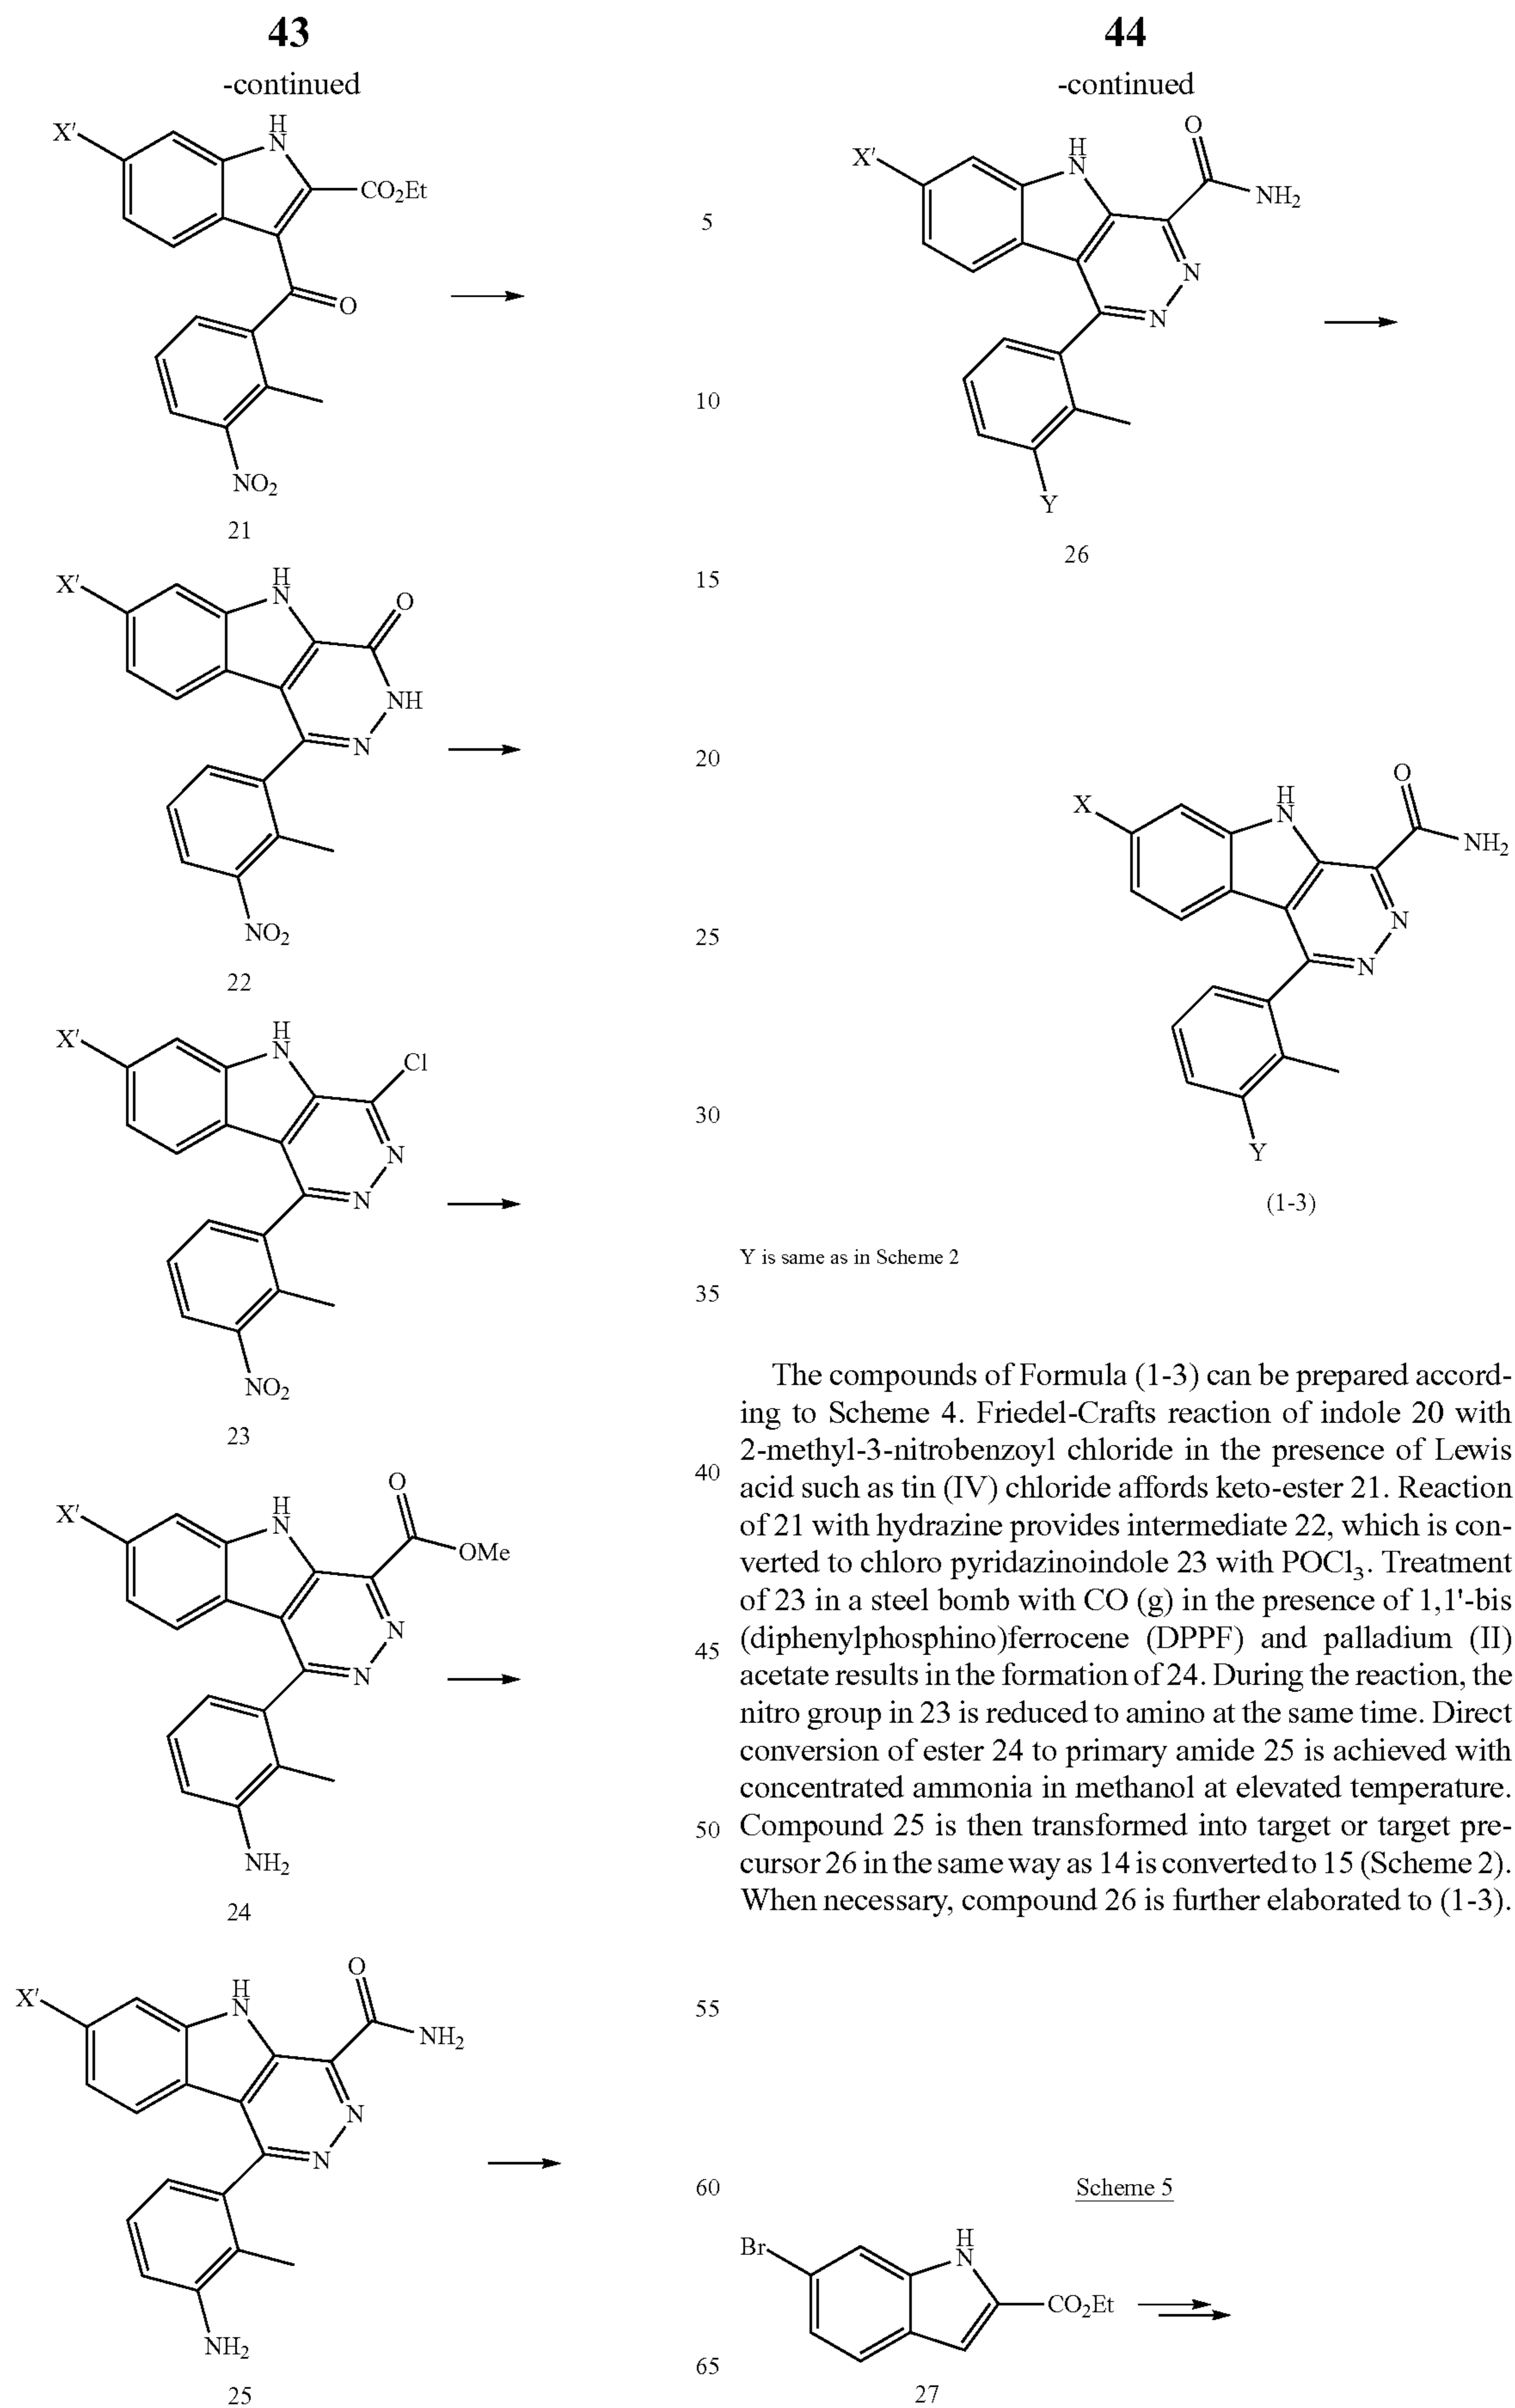 43
-continued
X'
H
N
CO2Et
O
NO2
21
X'
H
N
O
NH
N
NO2
22
X'
H
N
Cl
N
N
NO2
23
X'
H
N
O
OMe
N
N
NH2
24
X'
H
N
O
NH2
N
N
NH2
25
44
-continued
X'
H
N
O
NH2
N
N
Y
26
X
H
N
O
NH2
N
N
Y
(1-3)
Y is same as in Scheme 2
The compounds of Formula (1-3) can be prepared accord-
ing to Scheme 4. Friedel-Crafts reaction of indole 20 with
2-methyl-3-nitrobenzoyl chloride in the presence of Lewis
acid such as tin (IV) chloride affords keto-ester 21. Reaction
of 21 with hydrazine provides intermediate 22, which is con-
verted to chloro pyridazinoindole 23 with POCl3. Treatment
of 23 in a steel bomb with CO (g) in the presence of 1,1'-bis
(diphenylphosphino)ferrocene (DPPF) and palladium (II)
acetate results in the formation of 24. During the reaction, the
nitro group in 23 is reduced to amino at the same time. Direct
conversion of ester 24 to primary amide 25 is achieved with
concentrated ammonia in methanol at elevated temperature.
Compound 25 is then transformed into target or target pre-
cursor 26 in the same way as 14 is converted to 15 (Scheme 2).
When necessary, compound 26 is further elaborated to (1-3).
Scheme 5
Br
H
N
CO2Et
27
5
10
15
20
25
30
35
40
45
50
55
60
65